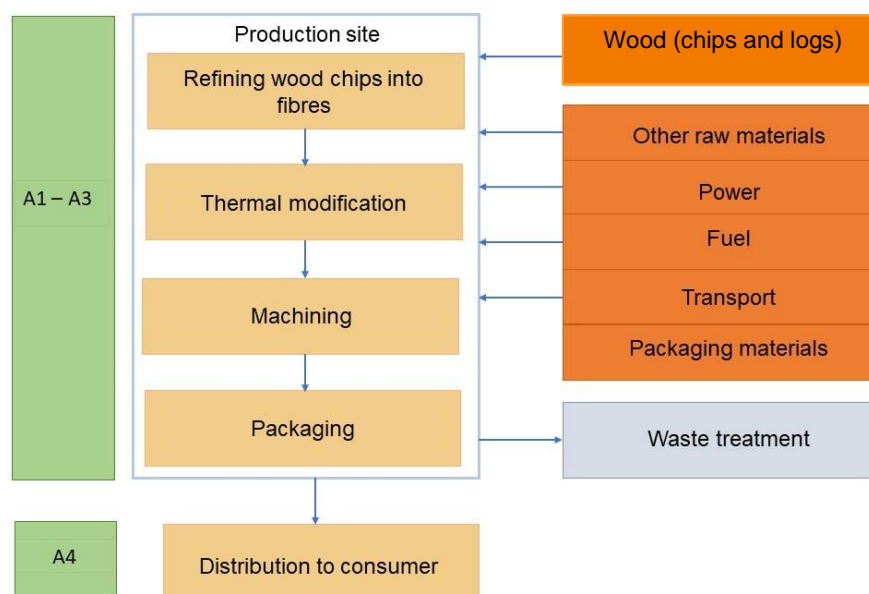 Production site
Wood (chips and logs)
Refining wood chips into
fibres
Other raw materials
A1 – A3
Thermal modification
Power
Fuel
Machining
Transport
Packaging materials
Packaging
Waste treatment
A4
Distribution to consumer